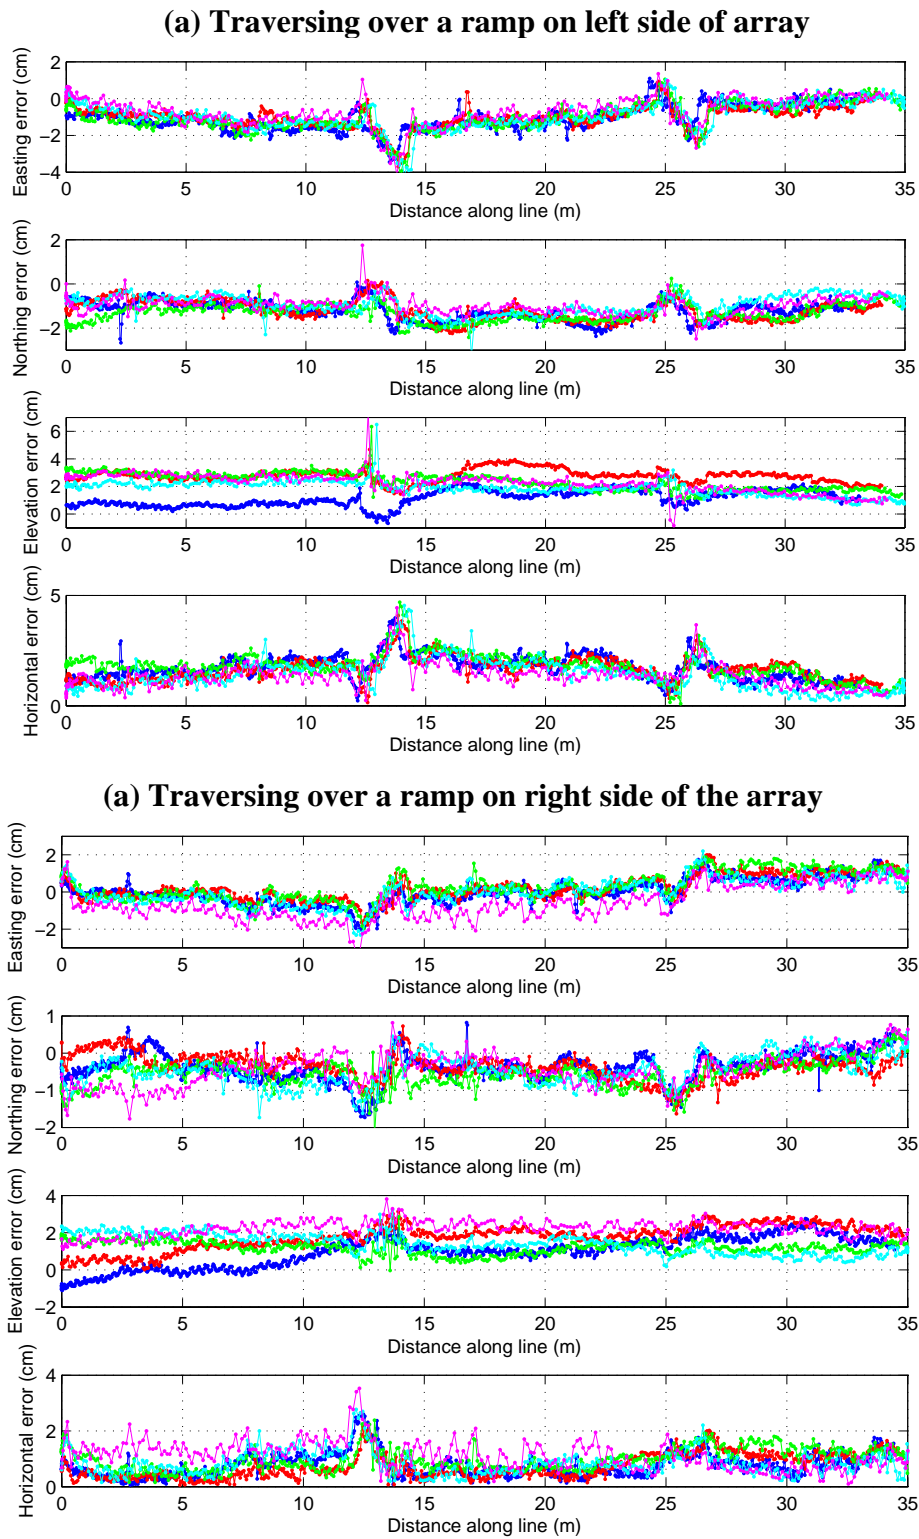 (a) Traversing over a ramp on left side of array
Easting error (cm)
2
0
−2
−4
0 5 10 15 20 25 30 35
Distance along line (m)
Northing error (cm)
2
0
−2
0 5 10 15 20 25 30 35
Distance along line (m)
Elevation error (cm)
6
4
2
0
0 5 10 15 20 25 30 35
Distance along line (m)
Horizontal error (cm)
5
0
0 5 10 15 20 25 30 35
Distance along line (m)
(a) Traversing over a ramp on right side of the array
Easting error (cm)
2
0
−2
0 5 10 15 20 25 30 35
Distance along line (m)
Northing error (cm)
1
0
−1
−2
0 5 10 15 20 25 30 35
Distance along line (m)
Elevation error (cm)
4
2
0
−2
0 5 10 15 20 25 30 35
Distance along line (m)
Horizontal error (cm)
4
2
0
0 5 10 15 20 25 30 35
Distance along line (m)